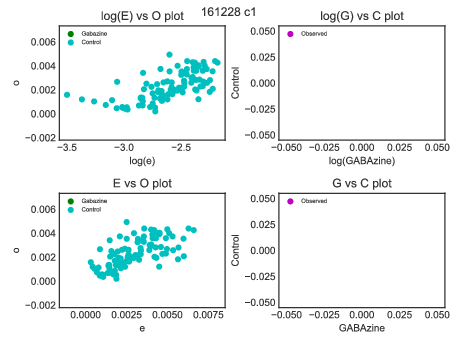 161228 c1
log(E) vs O plot
Gabazine
Control
0.006
0.004
0.002
0.000
−0.002
o
−3.5
−3.0
−2.5
log(e)
log(G) vs C plot
Observed
0.050
0.025
0.000
−0.025
−0.050
Control
−0.050
−0.025
0.000
0.025
0.050
log(GABAzine)
E vs O plot
Gabazine
Control
0.006
0.004
0.002
0.000
−0.002
o
0.0000
0.0025
0.0050
0.0075
e
G vs C plot
Observed
0.050
0.025
0.000
−0.025
−0.050
Control
−0.050
−0.025
0.000
0.025
0.050
GABAzine